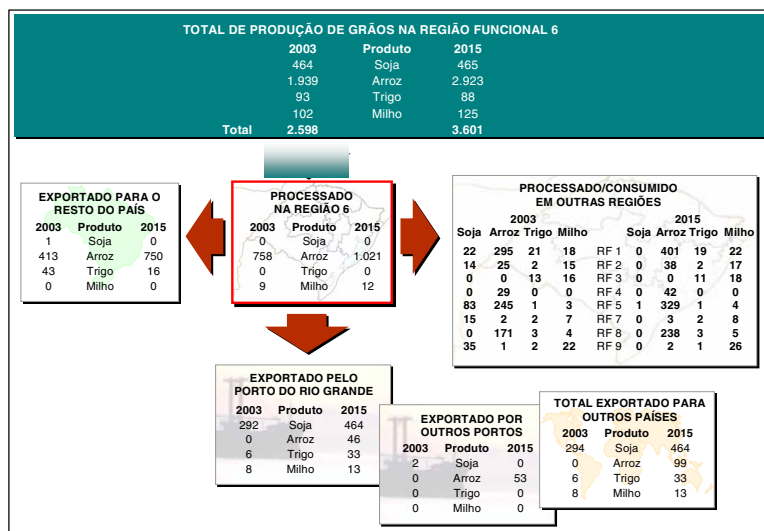 TOTAL DE PRODUÇÃO DE GRÃOS NA REGIÃO FUNCIONAL 6
2003 Produto 2015
464 Soja 465
1.939 Arroz 2.923
93 Trigo 88
102 Milho 125
Total 2.598 3.601
EXPORTADO PARA O
RESTO DO PAÍS
2003 Produto 2015
1 Soja 0
413 Arroz 750
43 Trigo 16
0 Milho 0
PROCESSADO
NA REGIÃO 6
2003 Produto 2015
0 Soja 0
758 Arroz 1.021
0 Trigo 0
9 Milho 12
PROCESSADO/CONSUMIDO
EM OUTRAS REGIÕES
2003 2015
Soja Arroz Trigo Milho Soja Arroz Trigo Milho
22 295 21 18 RF 1 0 401 19 22
14 25 2 15 RF 2 0 38 2 17
0 0 13 16 RF 3 0 0 11 18
0 29 0 0 RF 4 0 42 0 0
83 245 1 3 RF 5 1 329 1 4
15 2 2 7 RF 7 0 3 2 8
0 171 3 4 RF 8 0 238 3 5
35 1 2 22 RF 9 0 2 1 26
EXPORTADO PELO
PORTO DO RIO GRANDE
2003 Produto 2015
292 Soja 464
0 Arroz 46
6 Trigo 33
8 Milho 13
EXPORTADO POR
OUTROS PORTOS
2003 Produto 2015
2 Soja 0
0 Arroz 53
0 Trigo 0
0 Milho 0
TOTAL EXPORTADO PARA
OUTROS PAÍSES
2003 Produto 2015
294 Soja 464
0 Arroz 99
6 Trigo 33
8 Milho 13